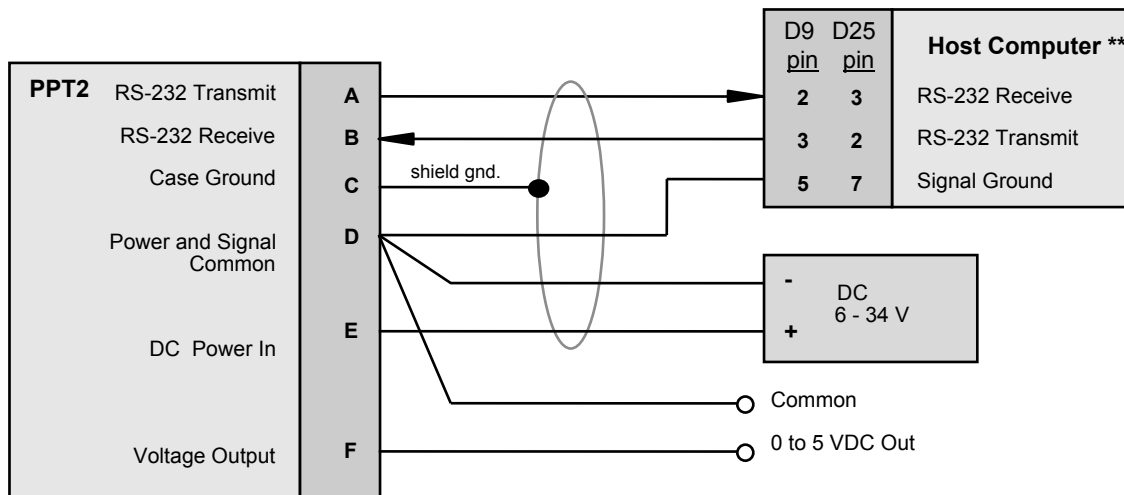 D9 D25
pin pin
Host Computer **
PPT2 RS-232 Transmit A 2 3 RS-232 Receive
RS-232 Receive B 3 2 RS-232 Transmit
Case Ground C shield gnd. 5 7 Signal Ground
Power and Signal
Common
D
-
DC
6 - 34 V
+
DC Power In E
Common
Voltage Output F 0 to 5 VDC Out